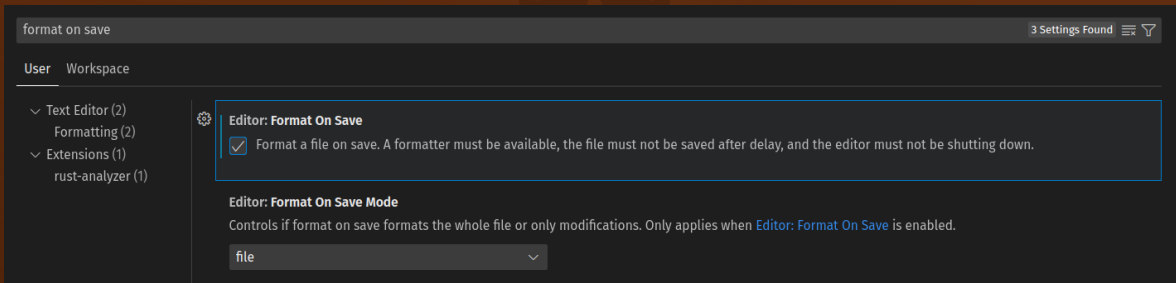 format on save
3 Settings Found
User Workspace
Text Editor (2)
Formatting (2)
Extensions (1)
rust-analyzer (1)
Editor: Format On Save
Format a file on save. A formatter must be available, the file must not be saved after delay, and the editor must not be shutting down.
Editor: Format On Save Mode
Controls if format on save formats the whole file or only modifications. Only applies when Editor: Format On Save is enabled.
file